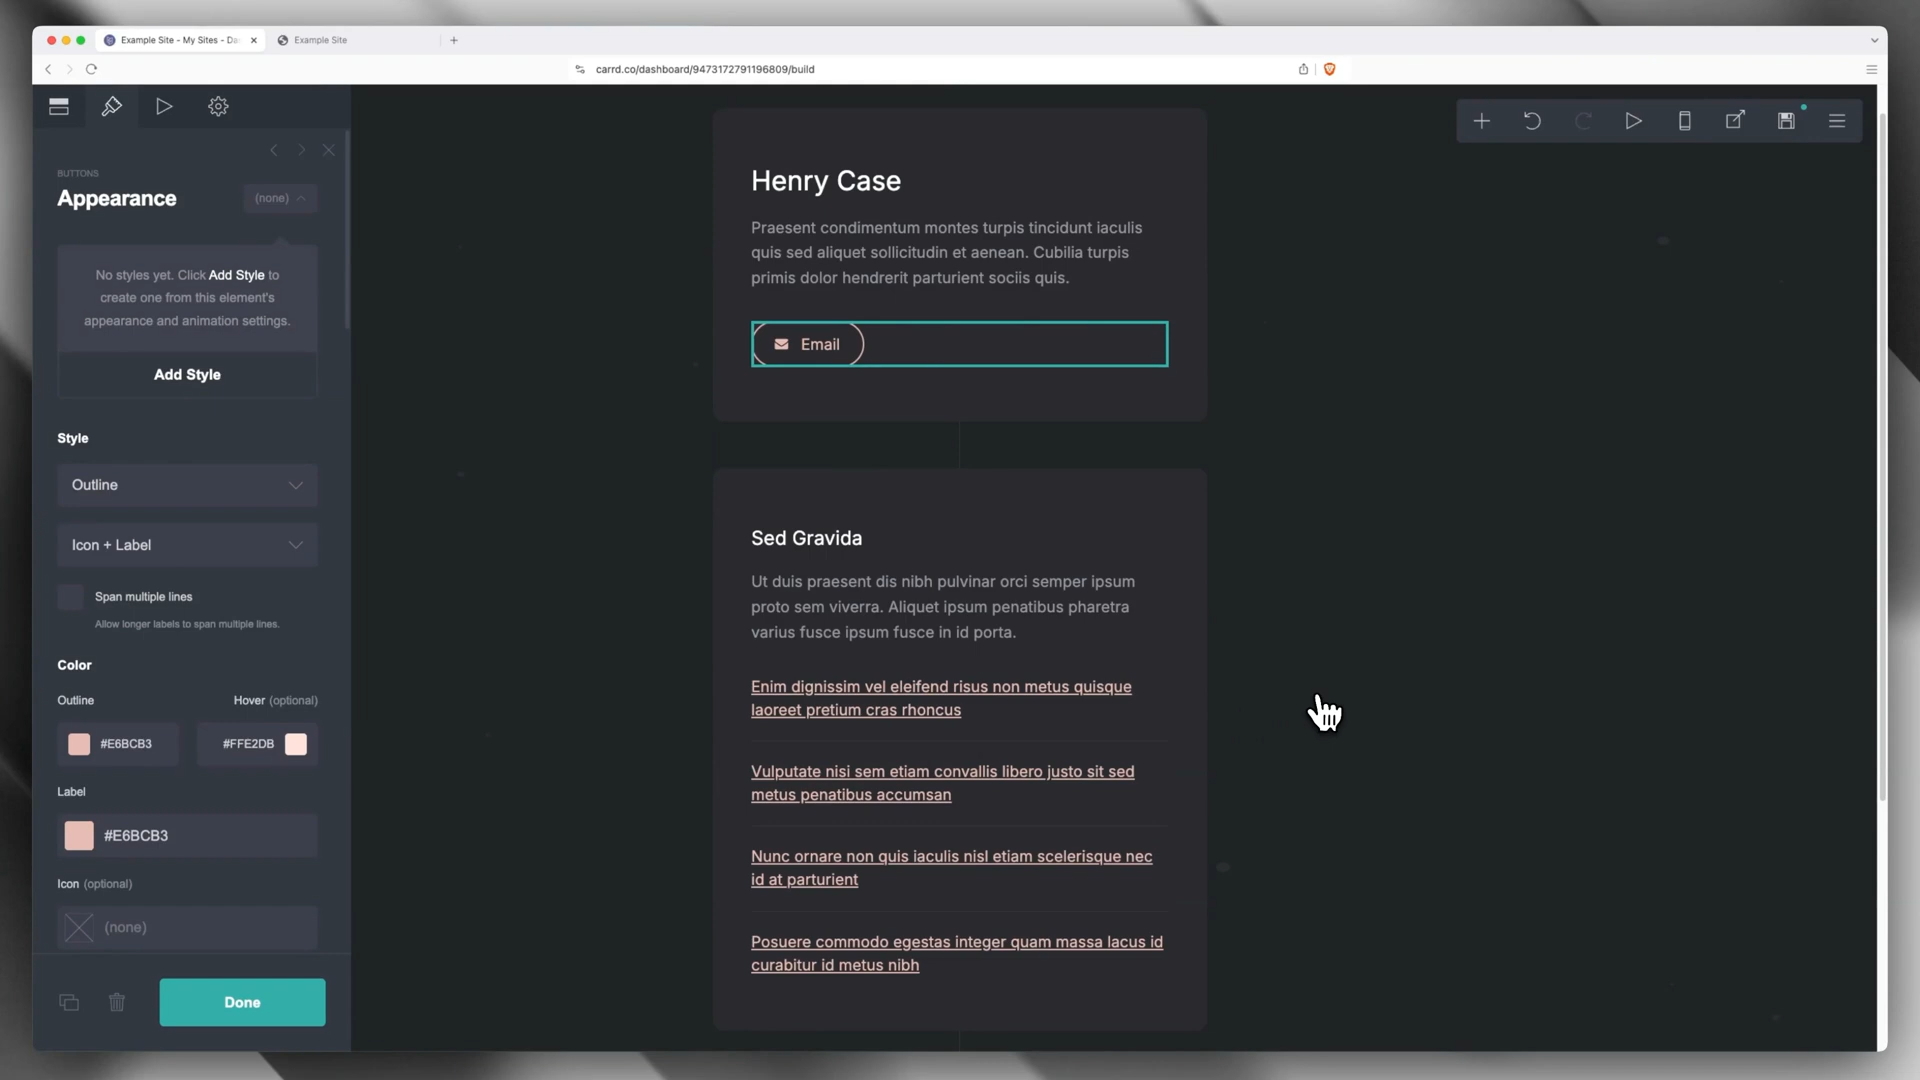 Example Site - My Sites - Da
Example Site
carrd.co/dashboard/9473172791196809/build
BUTTONS
Appearance
(none)
No styles yet. Click Add Style to
create one from this element's
appearance and animation settings.
Add Style
Style
Outline
Icon + Label
Span multiple lines
Allow longer labels to span multiple lines.
Color
Outline
Hover (optional)
#E6BCB3
#FFE2DB
Label
#E6BCB3
Icon (optional)
(none)
Done
Henry Case
Praesent condimentum montes turpis tincidunt iaculis
quis sed aliquet sollicitudin et aenean. Cubilia turpis
primis dolor hendrerit parturient sociis quis.
Email
Sed Gravida
Ut duis praesent dis nibh pulvinar orci semper ipsum
proto sem viverra. Aliquet ipsum penatibus pharetra
varius fusce ipsum fusce in id porta.
Enim dignissim vel eleifend risus non metus quisque
laoreet pretium cras rhoncus
Vulputate nisi sem etiam convallis libero justo sit sed
metus penatibus accumsan
Nunc ornare non quis iaculis nisl etiam scelerisque nec
id at parturient
Posuere commodo egestas integer quam massa lacus id
curabitur id metus nibh